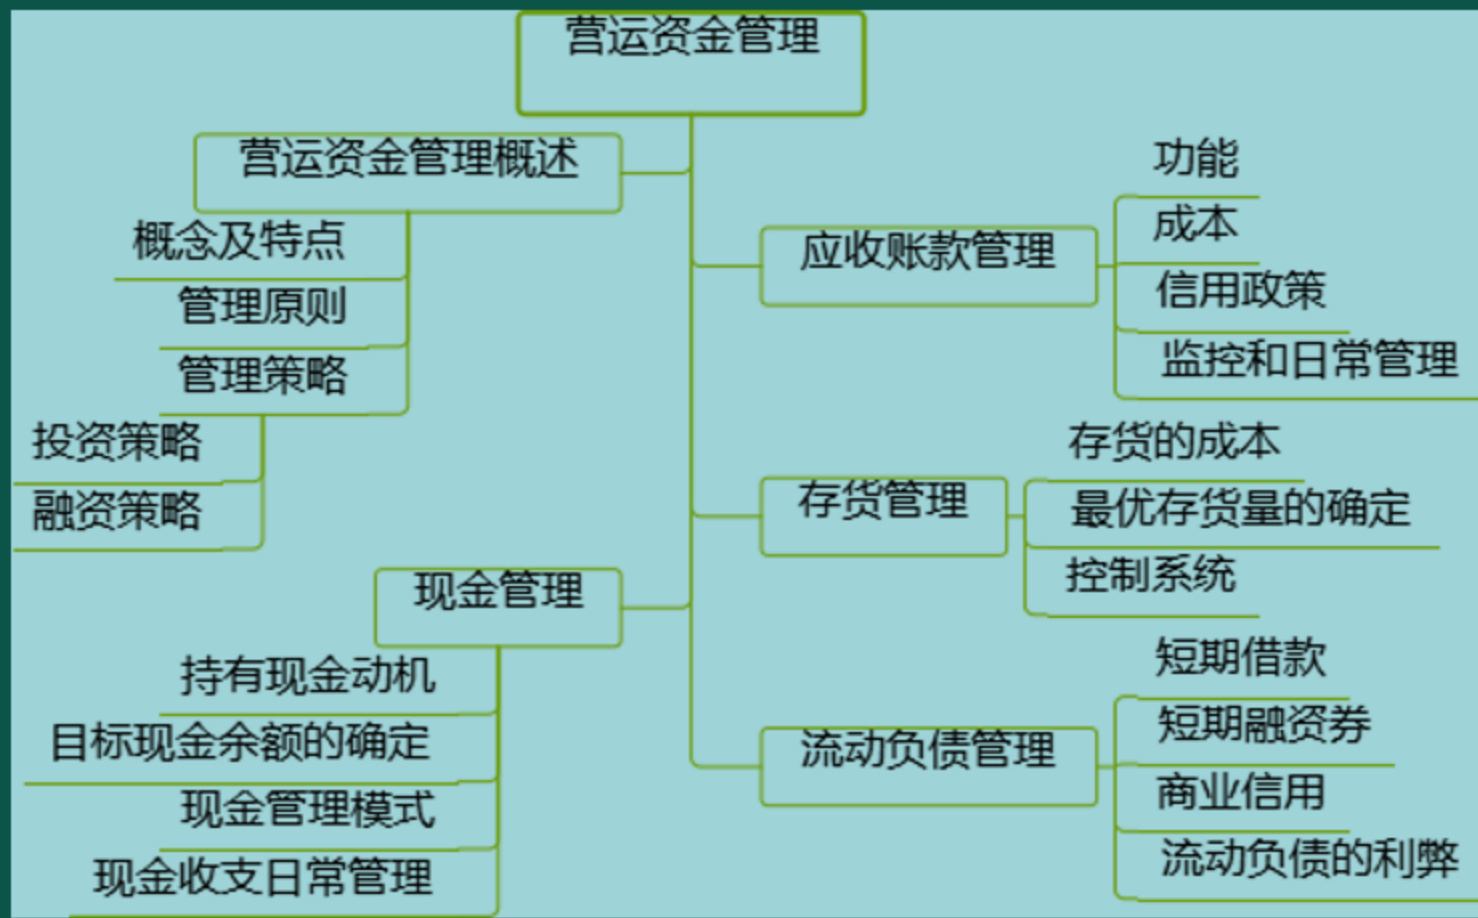 营运资金管理
营运资金管理概述
概念及特点
管理原则
管理策略
投资策略
融资策略
现金管理
持有现金动机
目标现金余额的确定
现金管理模式
现金收支日常管理
应收账款管理
功能
成本
信用政策
监控和日常管理
存货管理
存货的成本
最优存货量的确定
控制系统
流动负债管理
短期借款
短期融资券
商业信用
流动负债的利弊